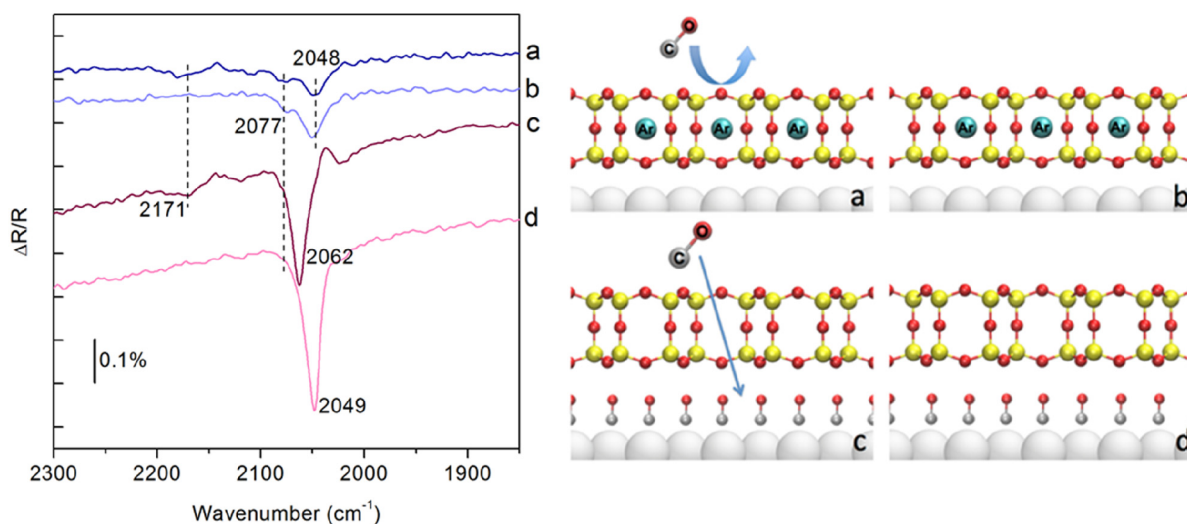 a
2048
b
2077
c
2171
d
2062
0.1%
2049
ΔR/R
2300
2200
2100
2000
1900
Wavenumber (cm⁻¹)
O
C
Ar
Ar
Ar
a
Ar
Ar
Ar
b
O
C
c
d